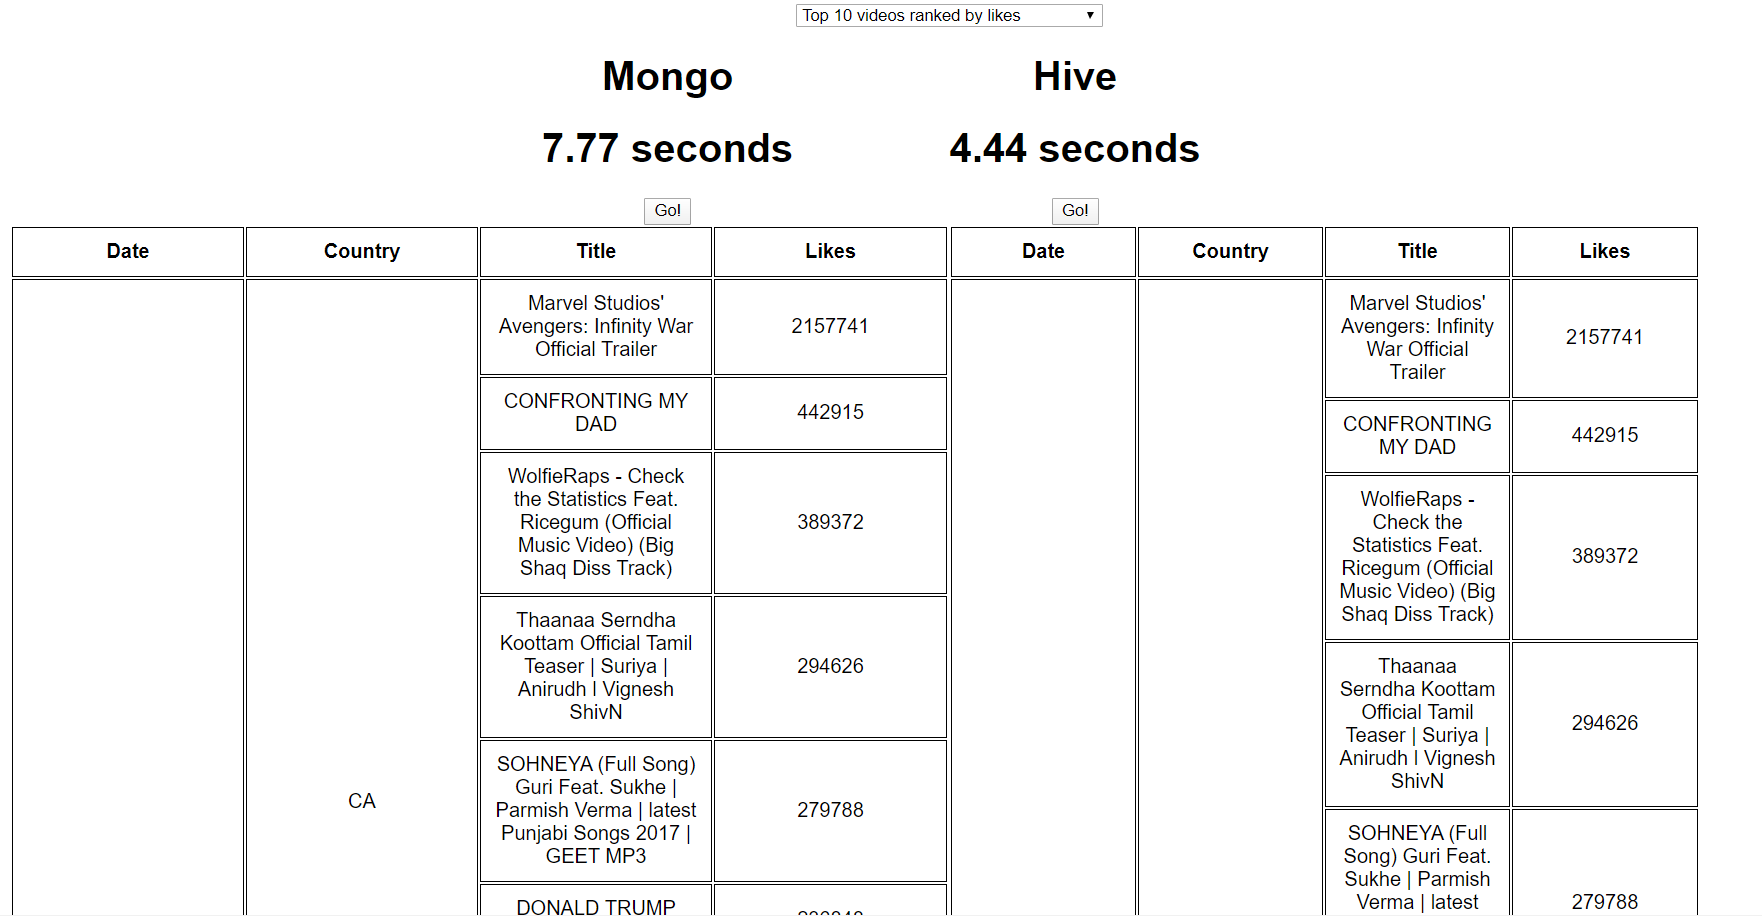 Top 10 videos ranked by likes
Mongo
Hive
7.77 seconds
4.44 seconds
Go!
Go!
Date
Country
Title
Likes
Date
Country
Title
Likes
CA
Marvel Studios'
Avengers: Infinity War
Official Trailer
2157741
CONFRONTING MY
DAD
442915
WolfieRaps - Check
the Statistics Feat.
Ricegum (Official
Music Video) (Big
Shaq Diss Track)
389372
Thaanaa Serndha
Koottam Official Tamil
Teaser | Suriya |
Anirudh l Vignesh
ShivN
294626
SOHNEYA (Full Song)
Guri Feat. Sukhe |
Parmish Verma | latest
Punjabi Songs 2017 |
GEET MP3
279788
DONALD TRUMP
Marvel Studios'
Avengers: Infinity
War Official
Trailer
2157741
CONFRONTING
MY DAD
442915
WolfieRaps -
Check the
Statistics Feat.
Ricegum (Official
Music Video) (Big
Shaq Diss Track)
389372
Thaanaa
Serndha Koottam
Official Tamil
Teaser | Suriya |
Anirudh l Vignesh
ShivN
294626
SOHNEYA (Full
Song) Guri Feat.
Sukhe | Parmish
Verma | latest
279788